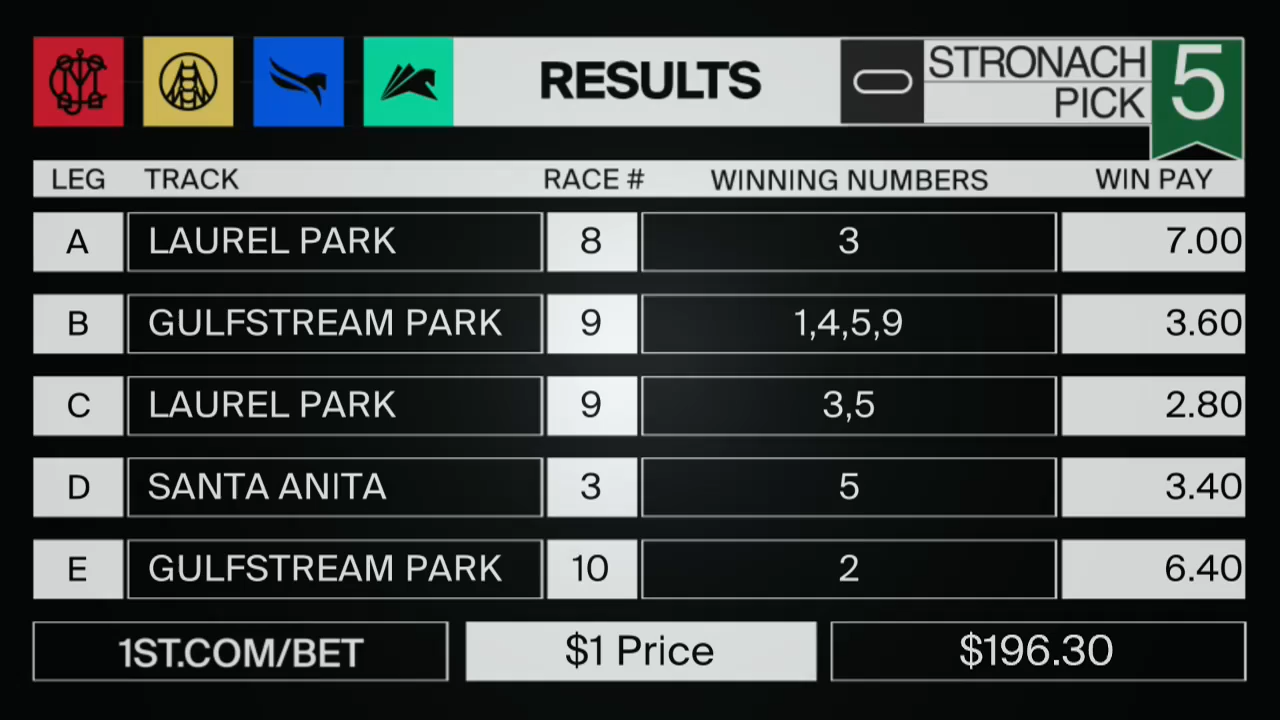 RESULTS
STRONACH
PICK
5
LEG TRACK RACE # WINNING NUMBERS WIN PAY
A LAUREL PARK 8 3 7.00
B GULFSTREAM PARK 9 1,4,5,9 3.60
C LAUREL PARK 9 3,5 2.80
D SANTA ANITA 3 5 3.40
E GULFSTREAM PARK 10 2 6.40
1ST.COM/BET $1 Price $196.30